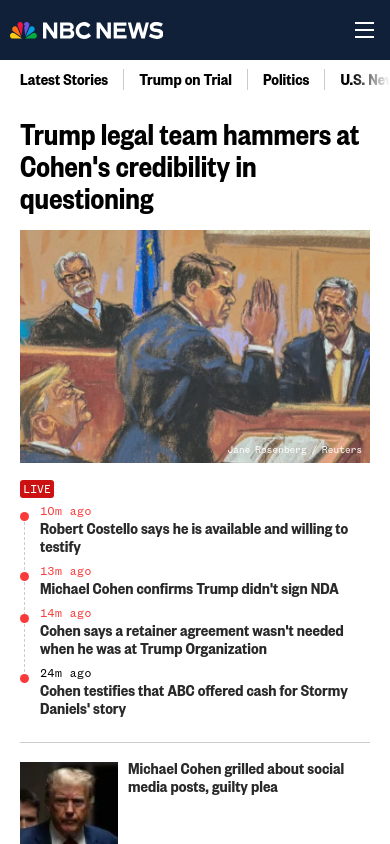 NBC NEWS
Latest Stories
Trump on Trial
Politics
U.S. Ne
Trump legal team hammers at
Cohen's credibility in
questioning
Jane Rosenberg / Reuters
LIVE
10m ago
Robert Costello says he is available and willing to
testify
13m ago
Michael Cohen confirms Trump didn't sign NDA
14m ago
Cohen says a retainer agreement wasn't needed
when he was at Trump Organization
24m ago
Cohen testifies that ABC offered cash for Stormy
Daniels' story
Michael Cohen grilled about social
media posts, guilty plea